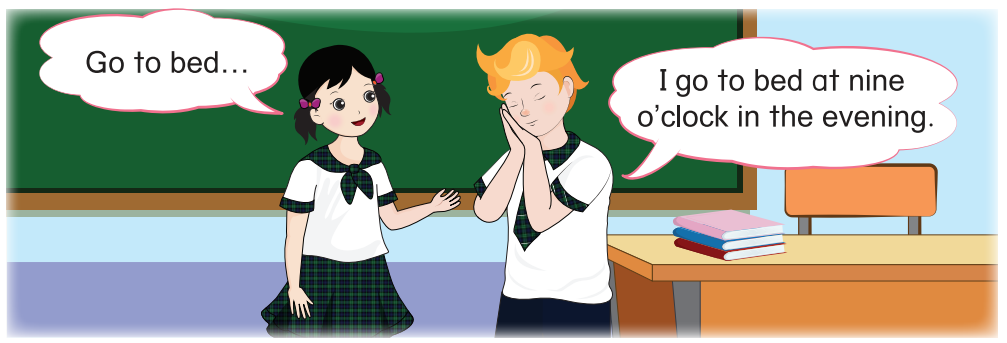 Go to bed…
I go to bed at nine
o’clock in the evening.